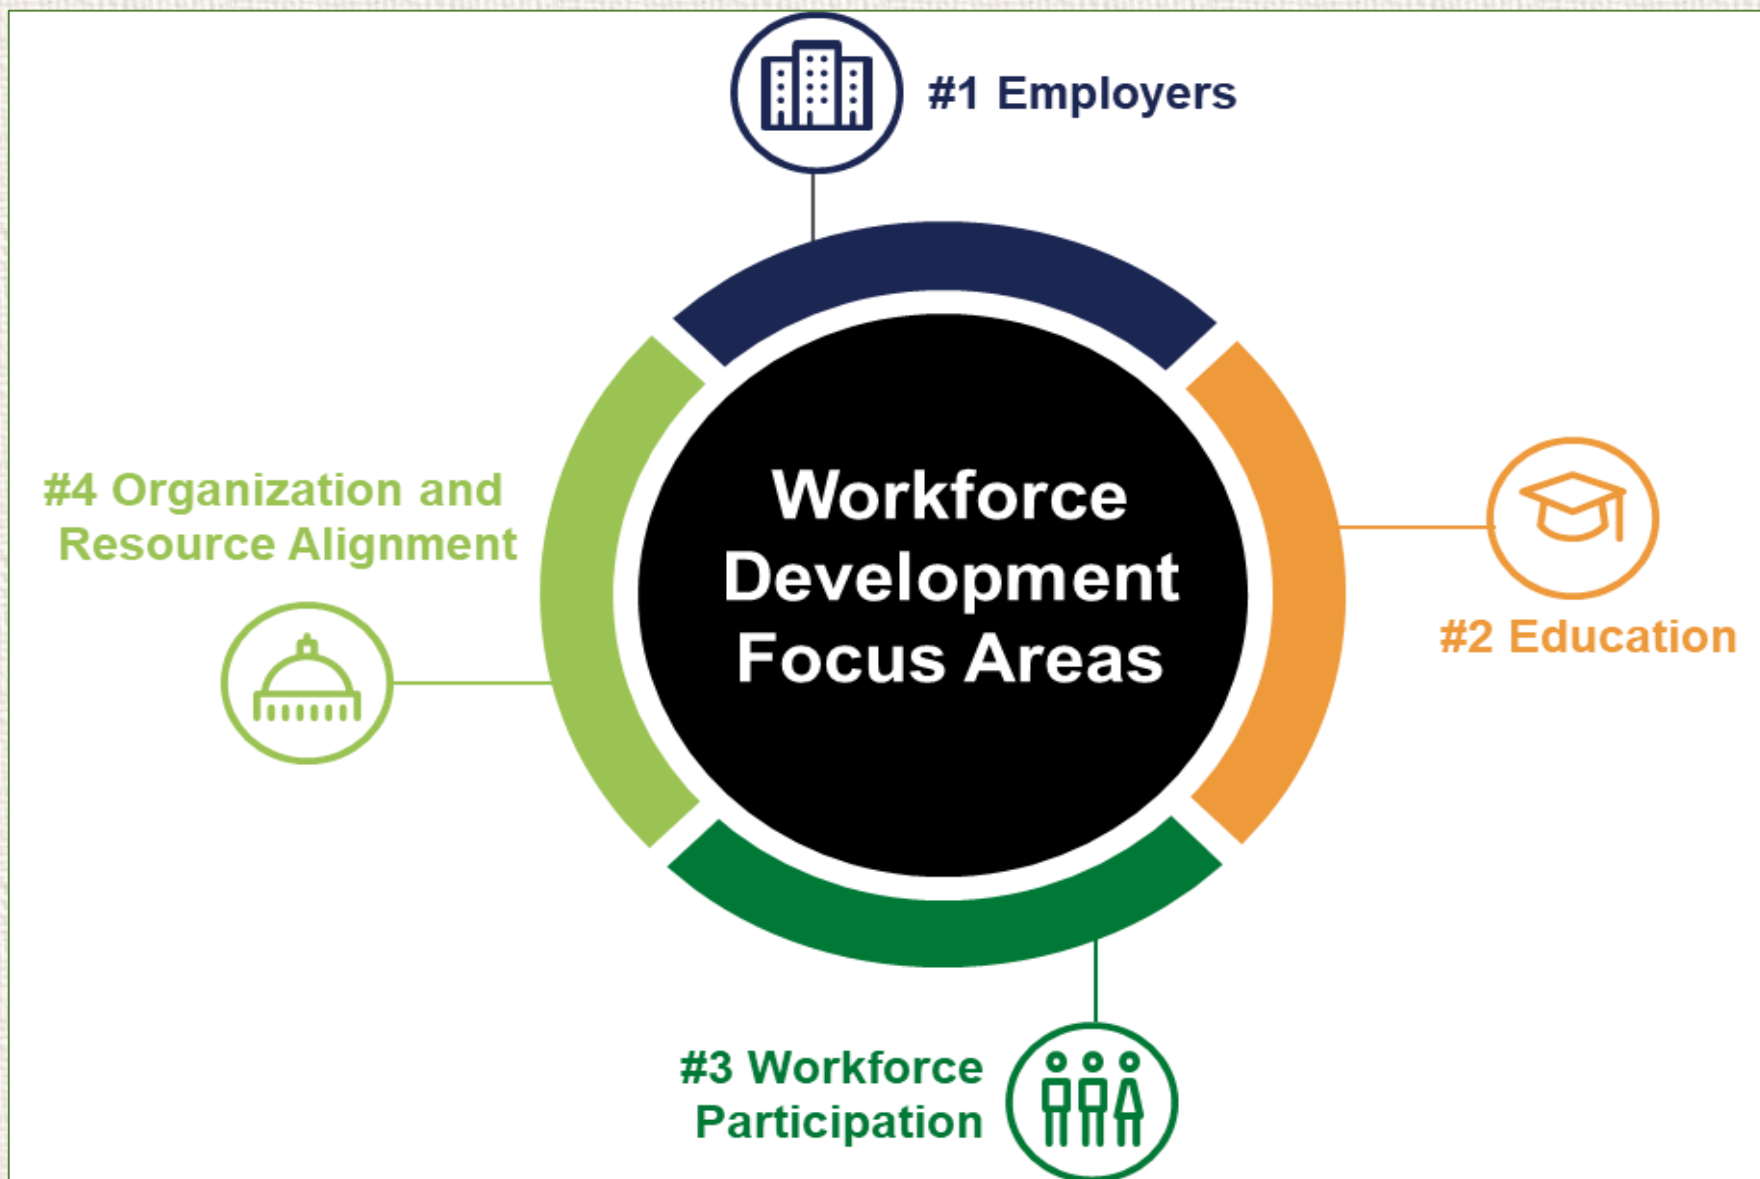 #1 Employers
Workforce
Development
Focus Areas
#2 Education
#3 Workforce
Participation
#4 Organization and
Resource Alignment